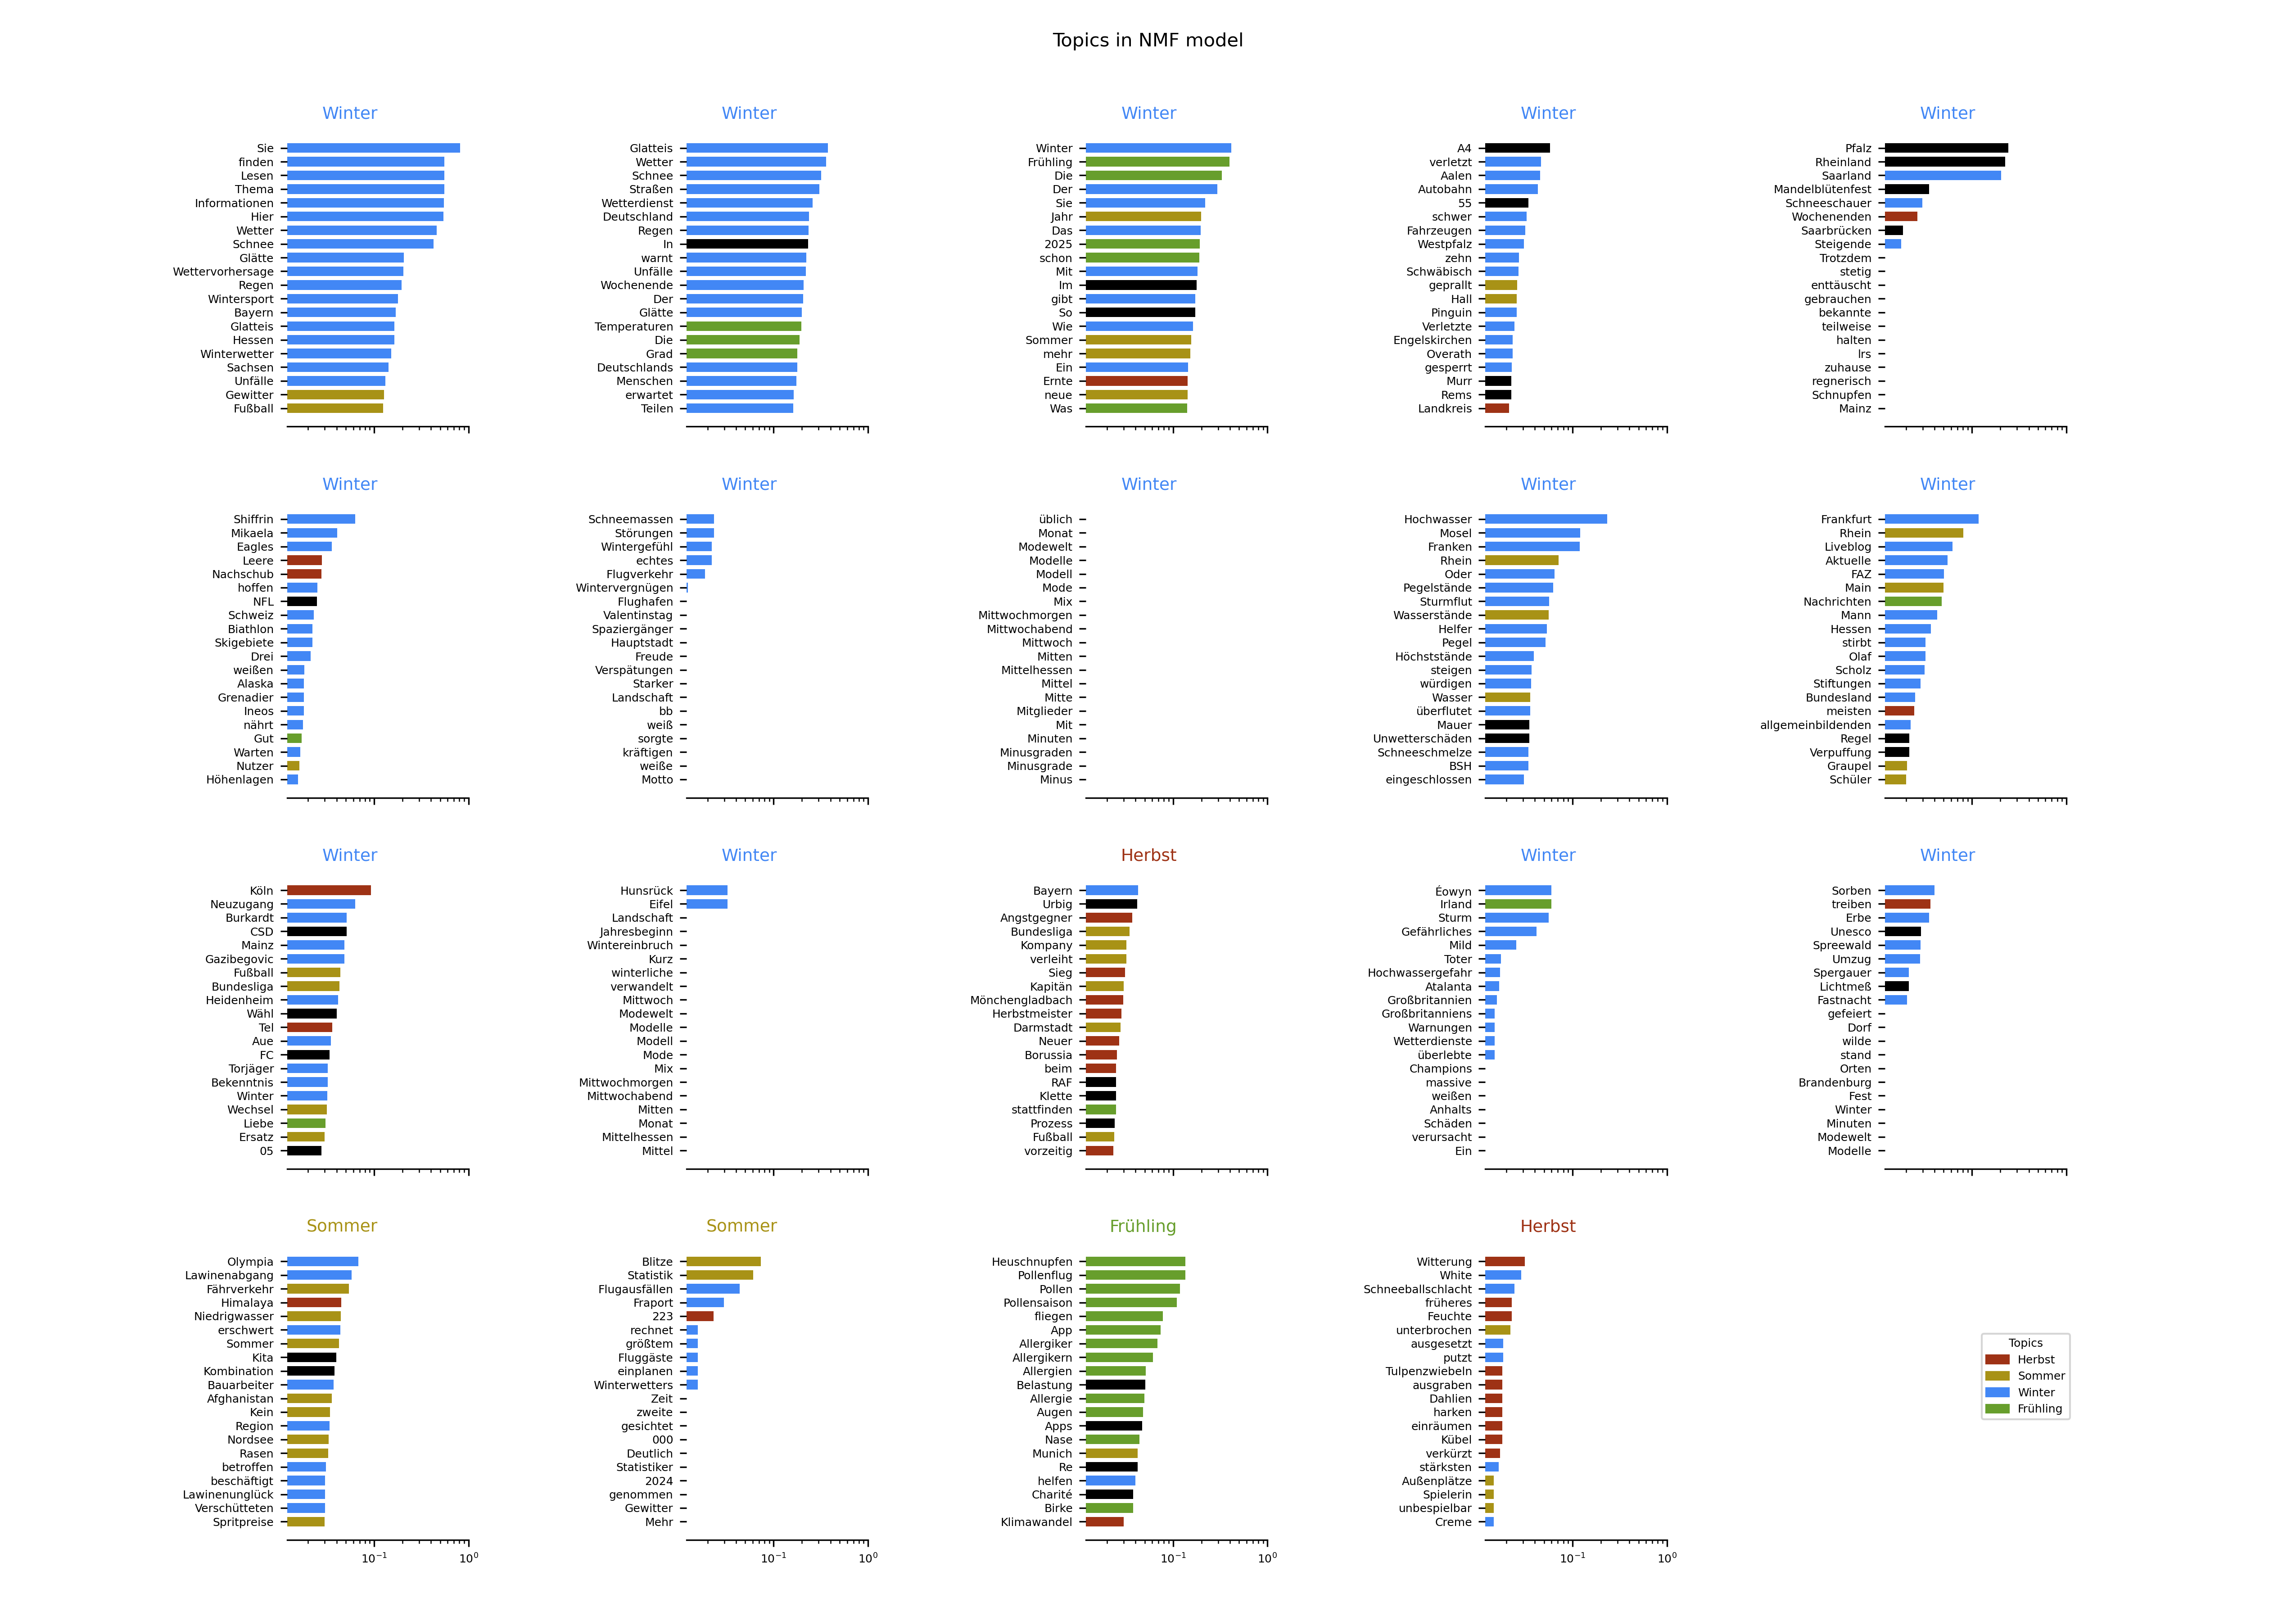 Topics in NMF model
Winter
Sie
finden
Lesen
Thema
Informationen
Hier
Wetter
Schnee
Glätte
Wettervorhersage
Regen
Wintersport
Bayern
Glatteis
Hessen
Winterwetter
Sachsen
Unfälle
Gewitter
Fußball
Winter
Glatteis
Wetter
Schnee
Straßen
Wetterdienst
Deutschland
Regen
In
warnt
Unfälle
Wochenende
Der
Glätte
Temperaturen
Die
Grad
Deutschlands
Menschen
erwartet
Teilen
Winter
Winter
Frühling
Die
Der
Sie
Jahr
Das
2025
schon
Mit
Im
gibt
So
Wie
Sommer
mehr
Ein
Ernte
neue
Was
Winter
A4
verletzt
Aalen
Autobahn
55
schwer
Fahrzeugen
Westpfalz
zehn
Schwäbisch
geprallt
Hall
Pinguin
Verletzte
Engelskirchen
Overath
gesperrt
Murr
Rems
Landkreis
Winter
Pfalz
Rheinland
Saarland
Mandelblütenfest
Schneeschauer
Wochenenden
Saarbrücken
Steigende
Trotzdem
stetig
enttäuscht
gebrauchen
bekannte
teilweise
halten
lrs
zuhause
regnerisch
Schnupfen
Mainz
Winter
Shiffrin
Mikaela
Eagles
Leere
Nachschub
hoffen
NFL
Schweiz
Biathlon
Skigebiete
Drei
weißen
Alaska
Grenadier
Ineos
nährt
Gut
Warten
Nutzer
Höhenlagen
Winter
Schneemassen
Störungen
Wintergefühl
echtes
Flugverkehr
Wintervergnügen
Flughafen
Valentinstag
Spaziergänger
Hauptstadt
Freude
Verspätungen
Starker
Landschaft
bb
weiß
sorgte
kräftigen
weiße
Motto
Winter
üblich
Monat
Modewelt
Modelle
Modell
Mode
Mix
Mittwochmorgen
Mittwochabend
Mittwoch
Mitten
Mittelhessen
Mittel
Mitte
Mitglieder
Mit
Minuten
Minusgraden
Minusgrade
Minus
Winter
Hochwasser
Mosel
Franken
Rhein
Oder
Pegelstände
Sturmflut
Wasserstände
Helfer
Pegel
Höchststände
steigen
würdigen
Wasser
überflutet
Mauer
Unwetterschäden
Schneeschmelze
BSH
eingeschlossen
Winter
Frankfurt
Rhein
Liveblog
Aktuelle
FAZ
Main
Nachrichten
Mann
Hessen
stirbt
Olaf
Scholz
Stiftungen
Bundesland
meisten
allgemeinbildenden
Regel
Verpuffung
Graupel
Schüler
Winter
Köln
Neuzugang
Burkardt
CSD
Mainz
Gazibegovic
Fußball
Bundesliga
Heidenheim
Wähl
Tel
Aue
FC
Torjäger
Bekenntnis
Winter
Wechsel
Liebe
Ersatz
05
Winter
Hunsrück
Eifel
Landschaft
Jahresbeginn
Wintereinbruch
Kurz
winterliche
verwandelt
Mittwoch
Modewelt
Modelle
Modell
Mode
Mix
Mittwochmorgen
Mittwochabend
Mitten
Monat
Mittelhessen
Mittel
Herbst
Bayern
Urbig
Angstgegner
Bundesliga
Kompany
verleiht
Sieg
Kapitän
Mönchengladbach
Herbstmeister
Darmstadt
Neuer
Borussia
beim
RAF
Klette
stattfinden
Prozess
Fußball
vorzeitig
Winter
Éowyn
Irland
Sturm
Gefährliches
Mild
Toter
Hochwassergefahr
Atalanta
Großbritannien
Großbritanniens
Warnungen
Wetterdienste
überlebte
Champions
massive
weißen
Anhalts
Schäden
verursacht
Ein
Winter
Sorben
treiben
Erbe
Unesco
Spreewald
Umzug
Spergauer
Lichtmeß
Fastnacht
gefeiert
Dorf
wilde
stand
Orten
Brandenburg
Fest
Winter
Minuten
Modewelt
Modelle
Sommer
Olympia
Lawinenabgang
Fährverkehr
Himalaya
Niedrigwasser
erschwert
Sommer
Kita
Kombination
Bauarbeiter
Afghanistan
Kein
Region
Nordsee
Rasen
betroffen
beschäftigt
Lawinenunglück
Verschütteten
Spritpreise
10⁻¹ 10⁰
Sommer
Blitze
Statistik
Flugausfällen
Fraport
223
rechnet
größtem
Fluggäste
einplanen
Winterwetters
Zeit
zweite
gesichtet
000
Deutlich
Statistiker
2024
genommen
Gewitter
Mehr
10⁻¹ 10⁰
Frühling
Heuschnupfen
Pollenflug
Pollen
Pollensaison
fliegen
App
Allergiker
Allergikern
Allergien
Belastung
Allergie
Augen
Apps
Nase
Munich
Re
helfen
Charité
Birke
Klimawandel
10⁻¹ 10⁰
Herbst
Witterung
White
Schneeballschlacht
früheres
Feuchte
unterbrochen
ausgesetzt
putzt
Tulpenzwiebeln
ausgraben
Dahlien
harken
einräumen
Kübel
verkürzt
stärksten
Außenplätze
Spielerin
unbespielbar
Creme
10⁻¹ 10⁰
Topics
Herbst
Sommer
Winter
Frühling